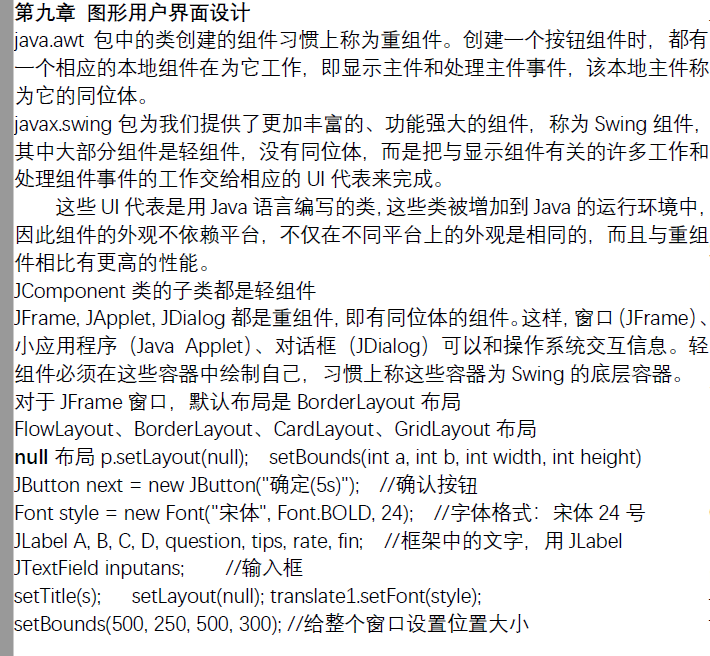 第九章 图形用户界面设计
java.awt 包中的类创建的组件习惯上称为重组件。创建一个按钮组件时，都有
一个相应的本地组件在为它工作，即显示主件和处理主件事件，该本地主件称
为它的同位体。
javax.swing 包为我们提供了更加丰富的、功能强大的组件，称为 Swing 组件，
其中大部分组件是轻组件，没有同位体，而是把与显示组件有关的许多工作和
处理组件事件的工作交给相应的 UI 代表来完成。
这些 UI 代表是用 Java 语言编写的类，这些类被增加到 Java 的运行环境中，
因此组件的外观不依赖平台，不仅在不同平台上的外观是相同的，而且与重组
件相比有更高的性能。
JComponent 类的子类都是轻组件
JFrame, JApplet, JDialog 都是重组件，即有同位体的组件。这样，窗口（JFrame）、
小应用程序（Java Applet）、对话框（JDialog）可以和操作系统交互信息。轻
组件必须在这些容器中绘制自己，习惯上称这些容器为 Swing 的底层容器。
对于 JFrame 窗口，默认布局是 BorderLayout 布局
FlowLayout、BorderLayout、CardLayout、GridLayout 布局
null 布局 p.setLayout(null); setBounds(int a, int b, int width, int height)
JButton next = new JButton("确定(5s)"); //确认按钮
Font style = new Font("宋体", Font.BOLD, 24); //字体格式：宋体 24 号
JLabel A, B, C, D, question, tips, rate, fin; //框架中的文字，用 JLabel
JTextField inputans; //输入框
setTitle(s); setLayout(null); translate1.setFont(style);
setBounds(500, 250, 500, 300); //给整个窗口设置位置大小